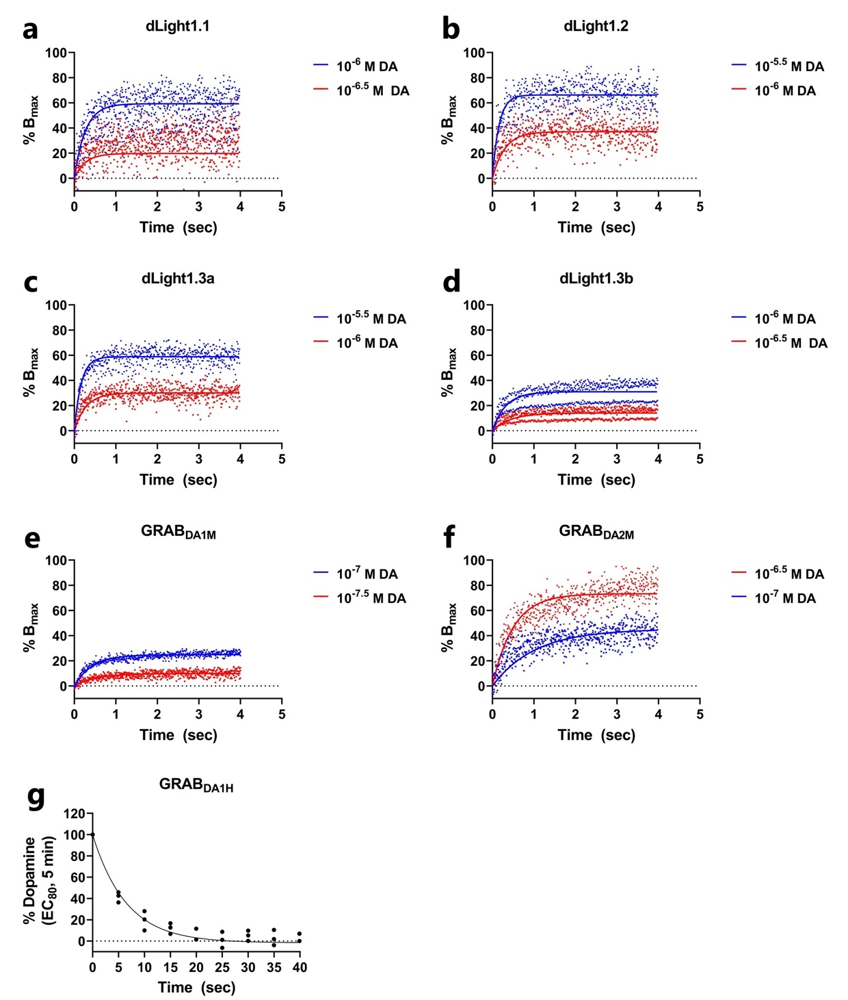 a
dLight1.1
100
80
60
40
20
0
% Bmax
0 1 2 3 4 5
Time (sec)
10-6 M DA
10-6.5 M DA
b
dLight1.2
100
80
60
40
20
0
% Bmax
0 1 2 3 4 5
Time (sec)
10-5.5 M DA
10-6 M DA
c
dLight1.3a
100
80
60
40
20
0
% Bmax
0 1 2 3 4 5
Time (sec)
10-5.5 M DA
10-6 M DA
d
dLight1.3b
100
80
60
40
20
0
% Bmax
0 1 2 3 4 5
Time (sec)
10-6 M DA
10-6.5 M DA
e
GRABDA1M
100
80
60
40
20
0
% Bmax
0 1 2 3 4 5
Time (sec)
10-7 M DA
10-7.5 M DA
f
GRABDA2M
100
80
60
40
20
0
% Bmax
0 1 2 3 4 5
Time (sec)
10-6.5 M DA
10-7 M DA
g
GRABDA1H
120
100
80
60
40
20
0
% Dopamine
(EC80, 5 min)
0 5 10 15 20 25 30 35 40
Time (sec)